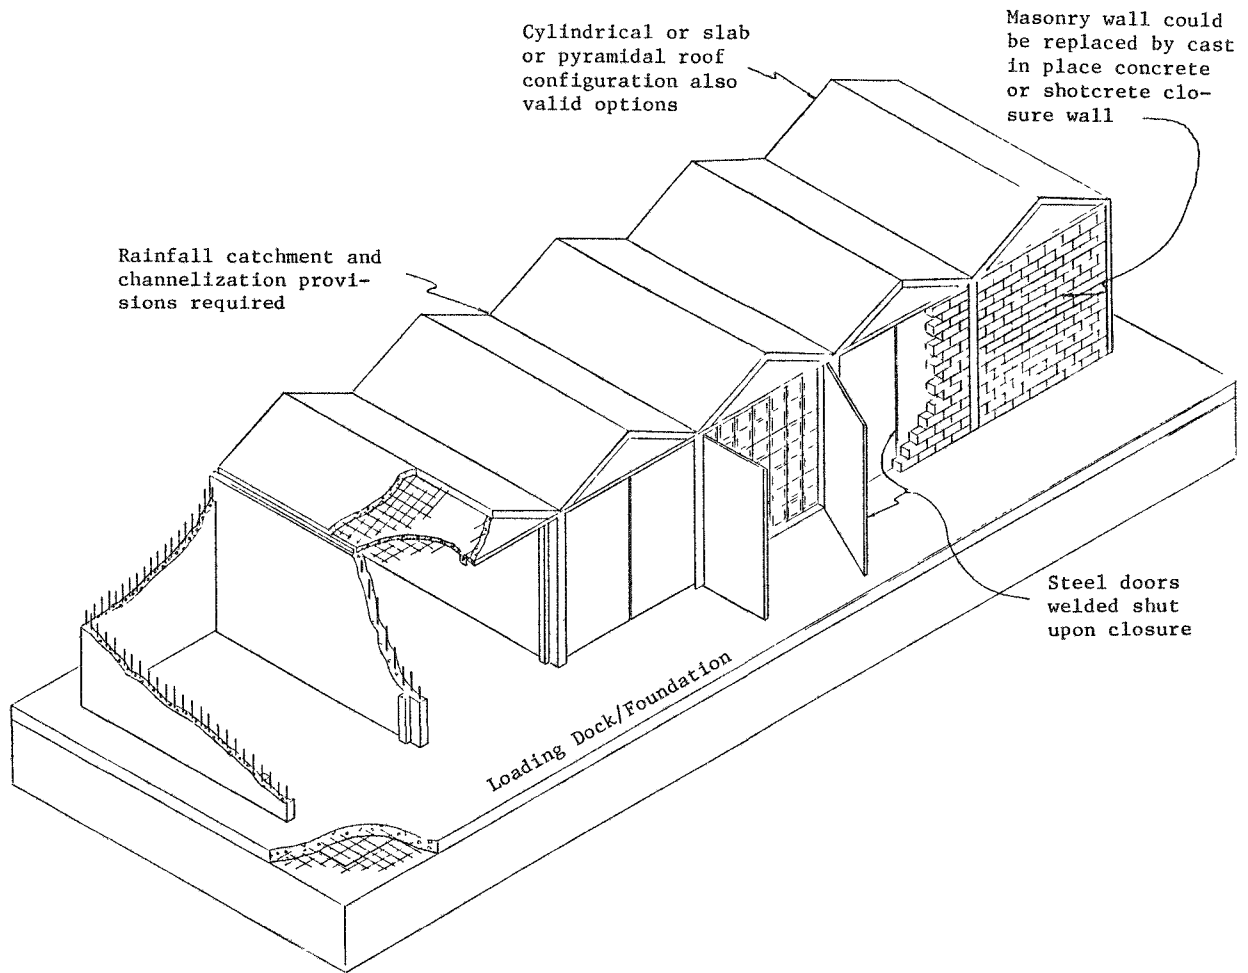 Cylindrical or slab
or pyramidal roof
configuration also
valid options
Masonry wall could
be replaced by cast
in place concrete
or shotcrete clo-
sure wall
Rainfall catchment and
channelization provi-
sions required
Steel doors
welded shut
upon closure
Loading Dock/Foundation